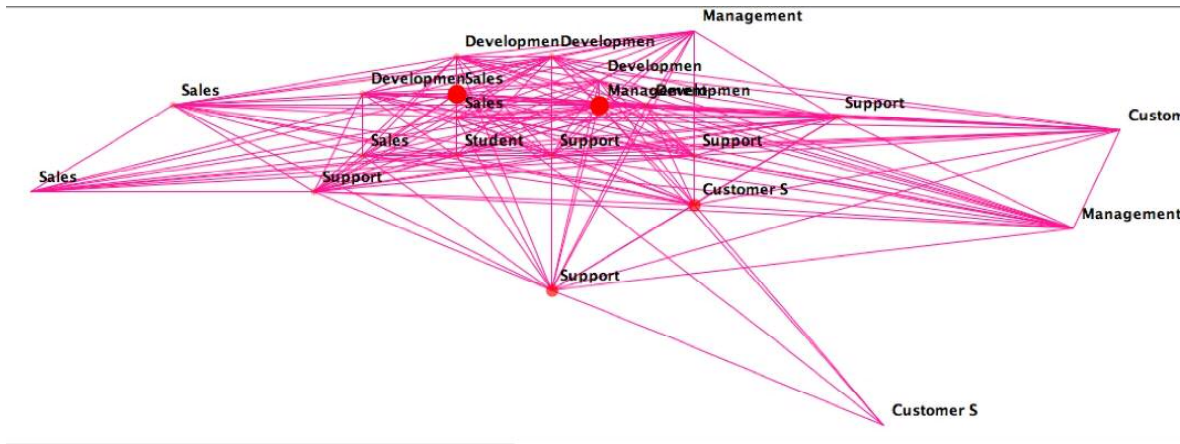 Management
Developmen
Developmen
Developmen
Developmen
Sales
Sales
Management
Developmen
Sales
Support
Custom
Sales
Student
Support
Support
Sales
Support
Customer S
Management
Support
Customer S